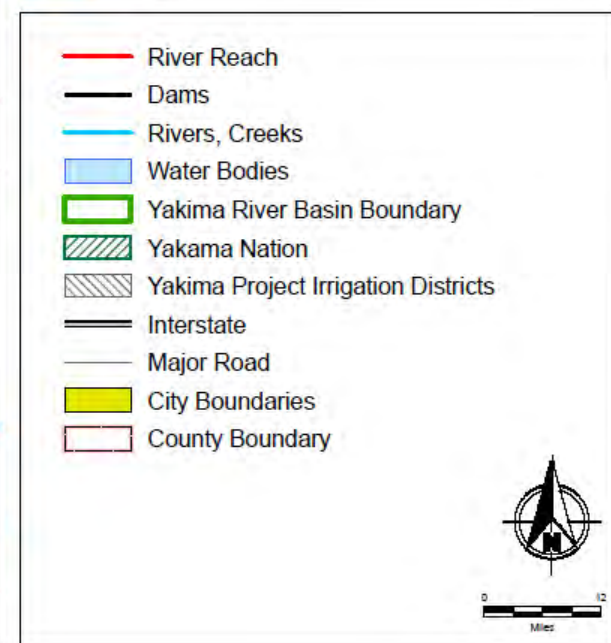 River Reach
Dams
Rivers, Creeks
Water Bodies
Yakima River Basin Boundary
Yakama Nation
Yakima Project Irrigation Districts
Interstate
Major Road
City Boundaries
County Boundary
N
0 12
Miles